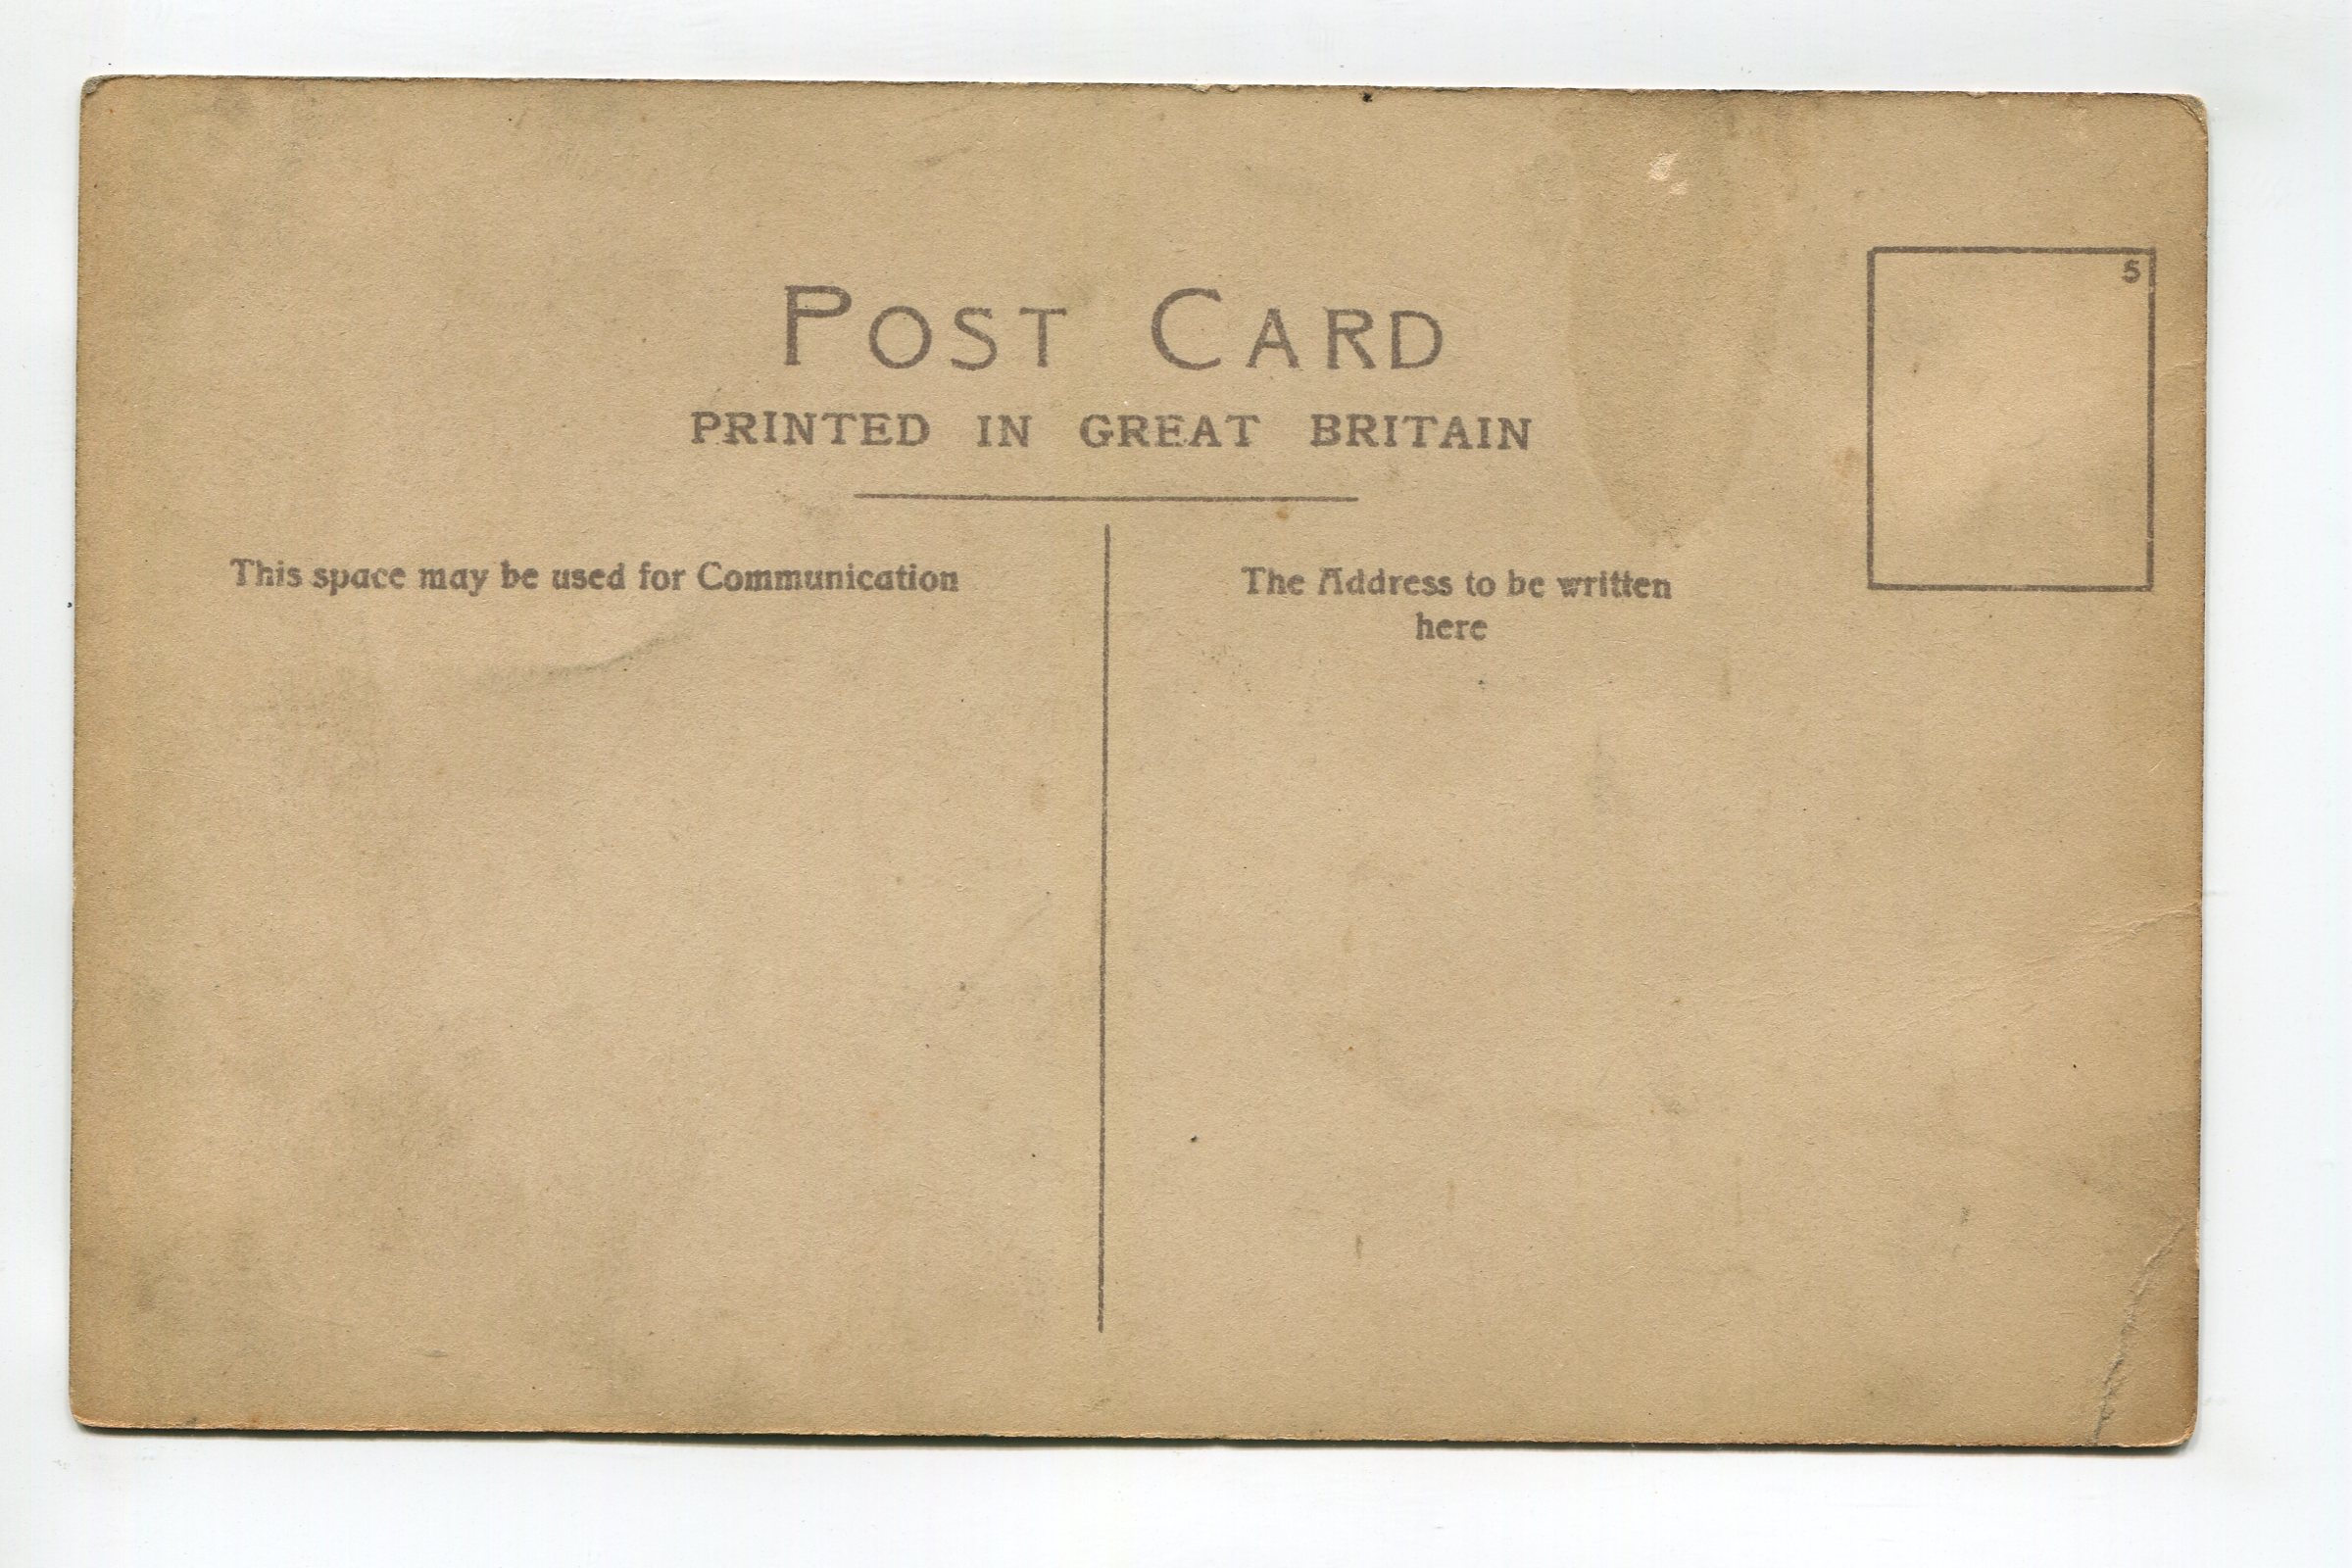 POST CARD
PRINTED IN GREAT BRITAIN
5
This space may be used for Communication
The Address to be written
here